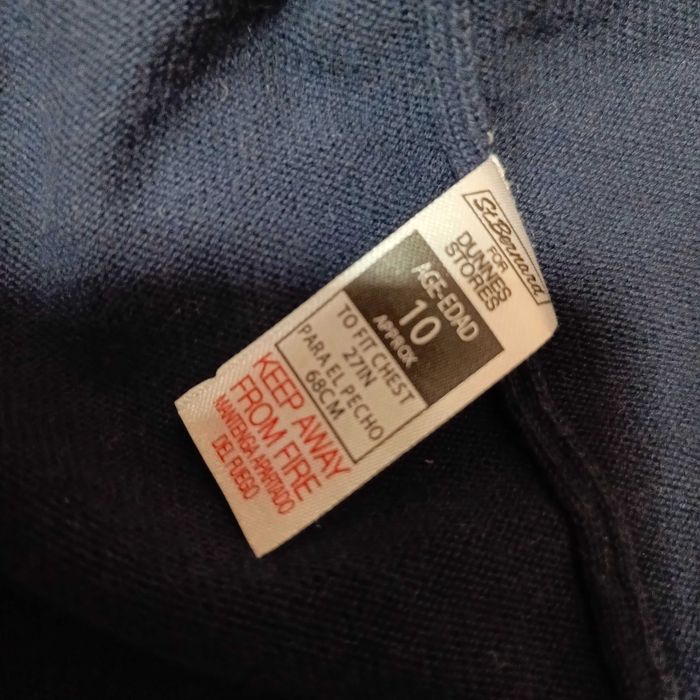 St. Bernard
FOR
DUNNES
STORES
AGE-EDAD
10
APPROX
TO FIT CHEST
27IN
PARA EL PECHO
68CM
KEEP AWAY
FROM FIRE
MANTENGA APARTADO
DEL FUEGO